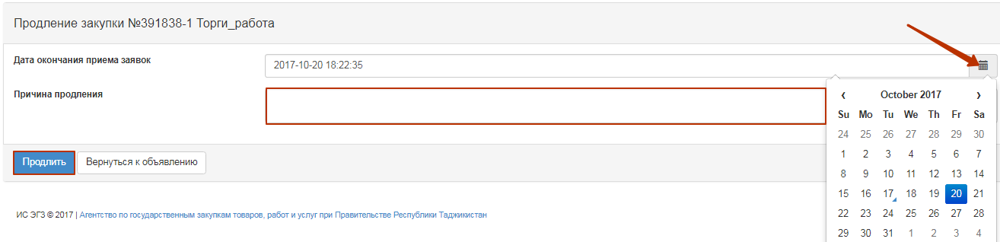 Продление закупки №391838-1 Торги_работа
Дата окончания приема заявок
2017-10-20 18:22:35
Причина продления
‹ October 2017 ›
Su Mo Tu We Th Fr Sa
24 25 26 27 28 29 30
1 2 3 4 5 6 7
8 9 10 11 12 13 14
15 16 17 18 19 20 21
22 23 24 25 26 27 28
29 30 31 1 2 3 4
Продлить Вернуться к объявлению
ИС ЭГЗ © 2017 | Агентство по государственным закупкам товаров, работ и услуг при Правительстве Республики Таджикистан